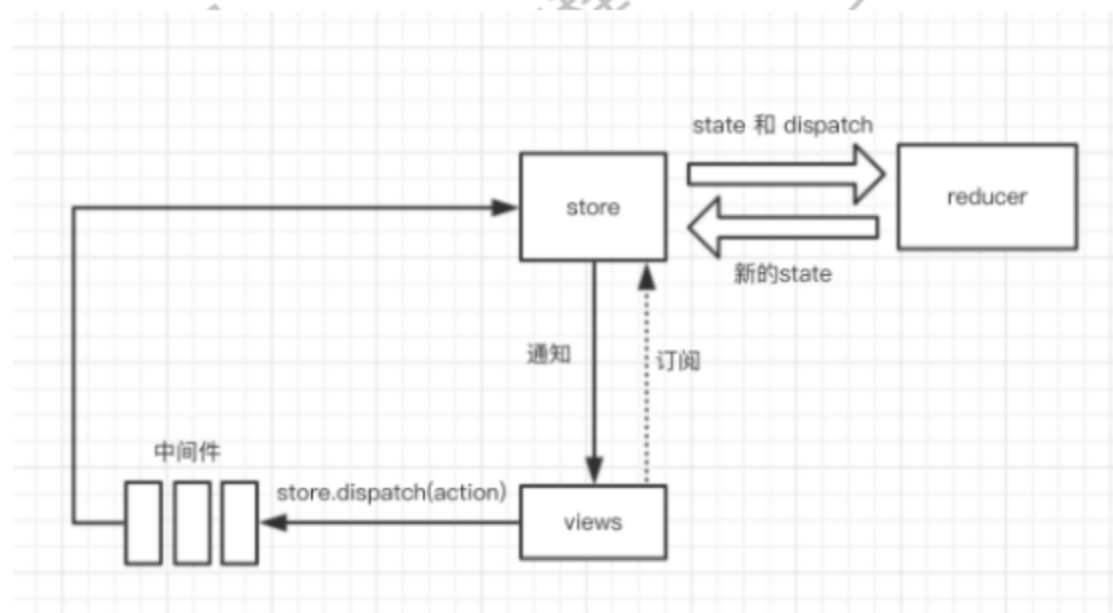 state 和 dispatch
store
reducer
新的state
通知
订阅
中间件
store.dispatch(action)
views